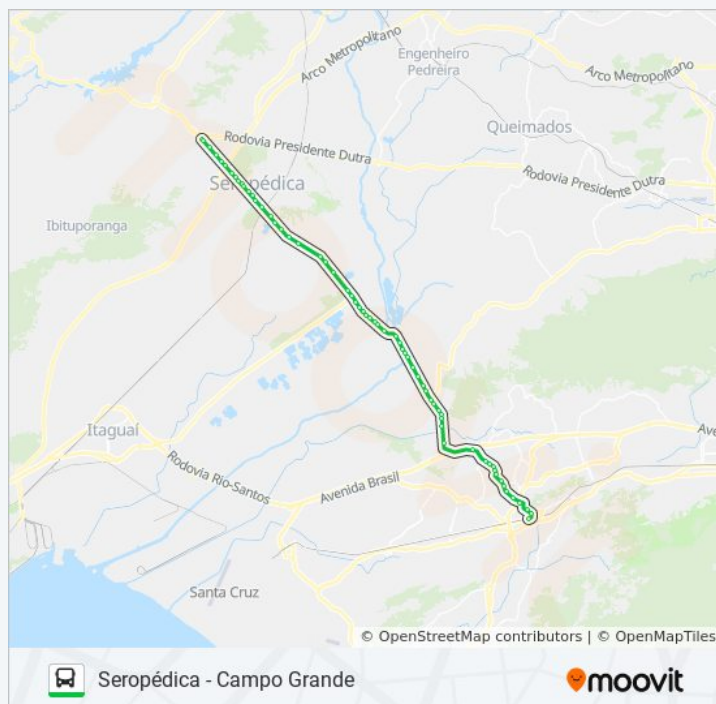 Arco Metropolitano
Engenheiro
Pedreira
Arco Metropolitano
Queimados
Rodovia Presidente Dutra
Rodovia Presidente Dutra
Seropédica
Ibituporanga
Itaguaí
Ave
Rodovia Rio-Santos
Avenida Brasil
Santa Cruz
© OpenStreetMap contributors | © OpenMapTiles
Seropédica - Campo Grande
moovit